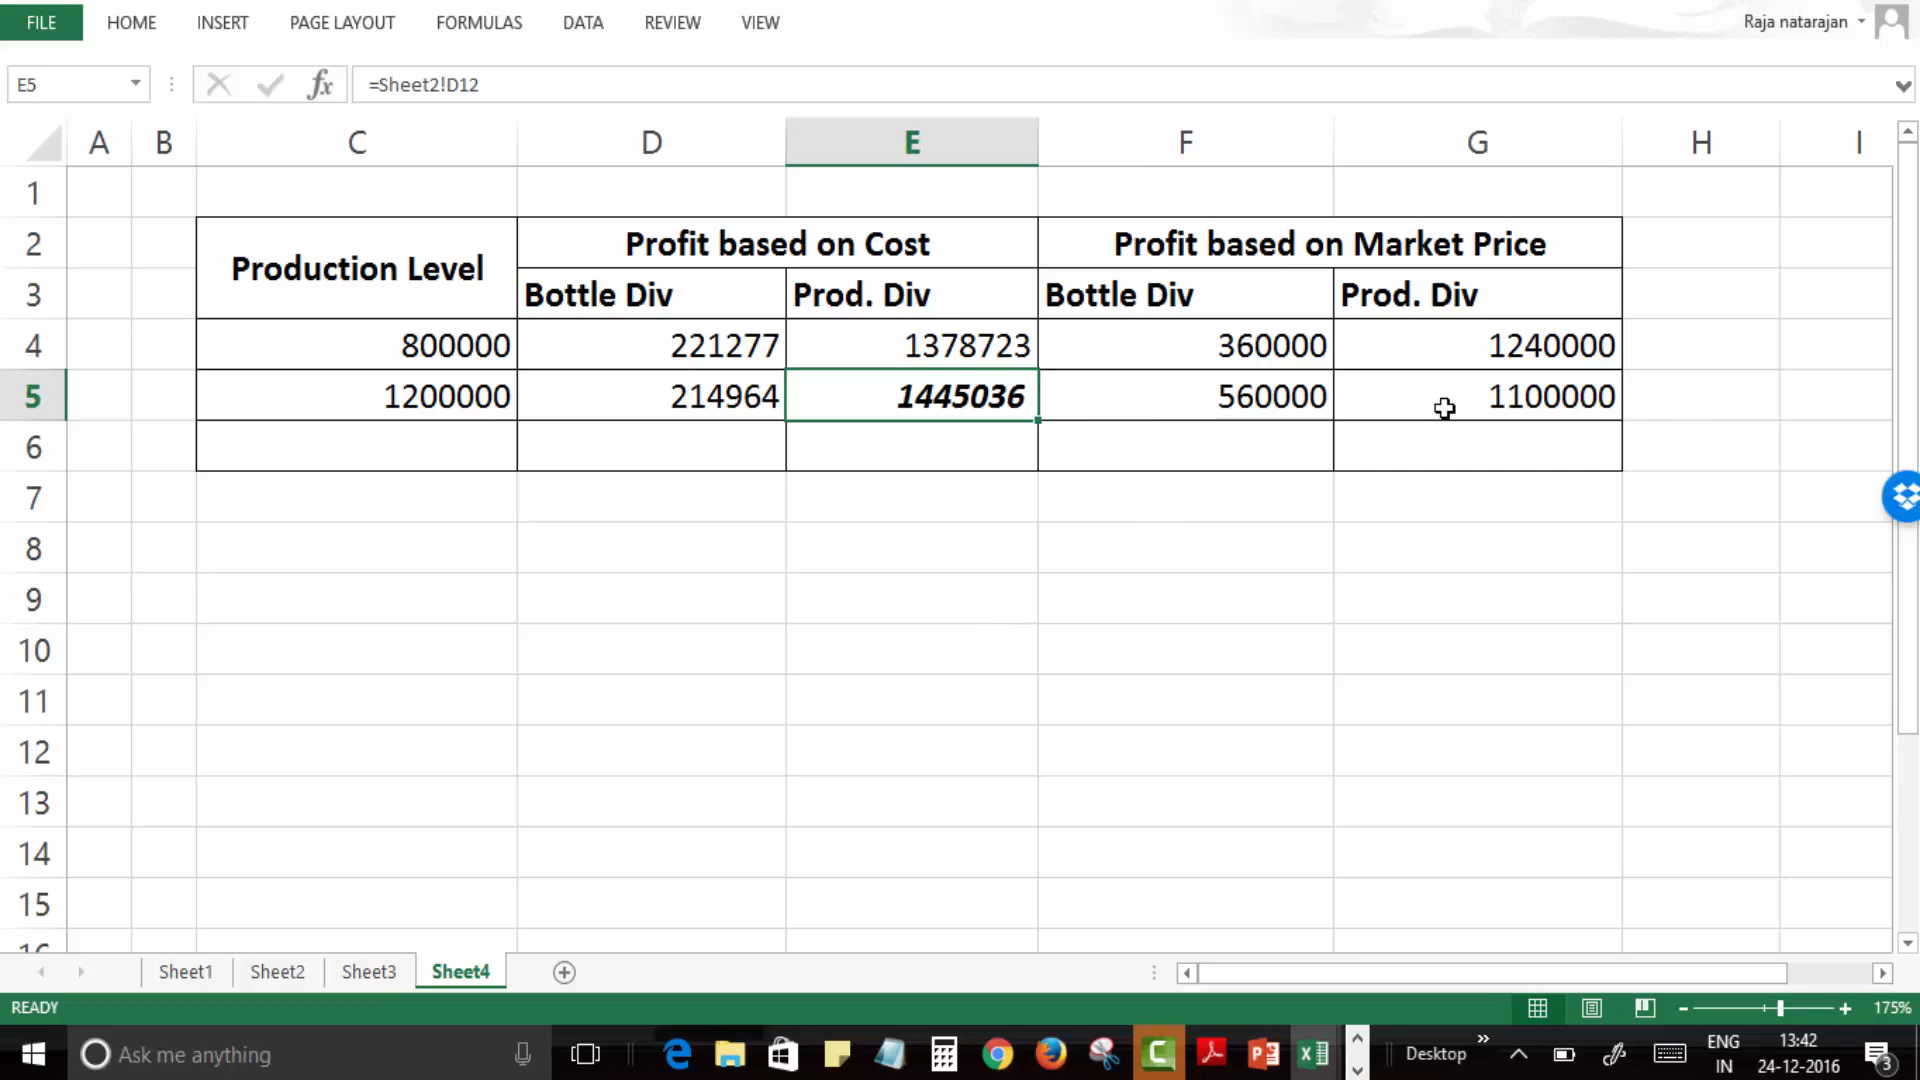 FILE HOME INSERT PAGE LAYOUT FORMULAS DATA REVIEW VIEW Raja natarajan
E5 fx =Sheet2!D12
A B C D E F G H I
1
2 Production Level Profit based on Cost Profit based on Market Price
3 Bottle Div Prod. Div Bottle Div Prod. Div
4 800000 221277 1378723 360000 1240000
5 1200000 214964 1445036 560000 1100000
6
7
8
9
10
11
12
13
14
15
16
Sheet1 Sheet2 Sheet3 Sheet4
READY 175%
Ask me anything Desktop ENG 13:42
IN 24-12-2016 3